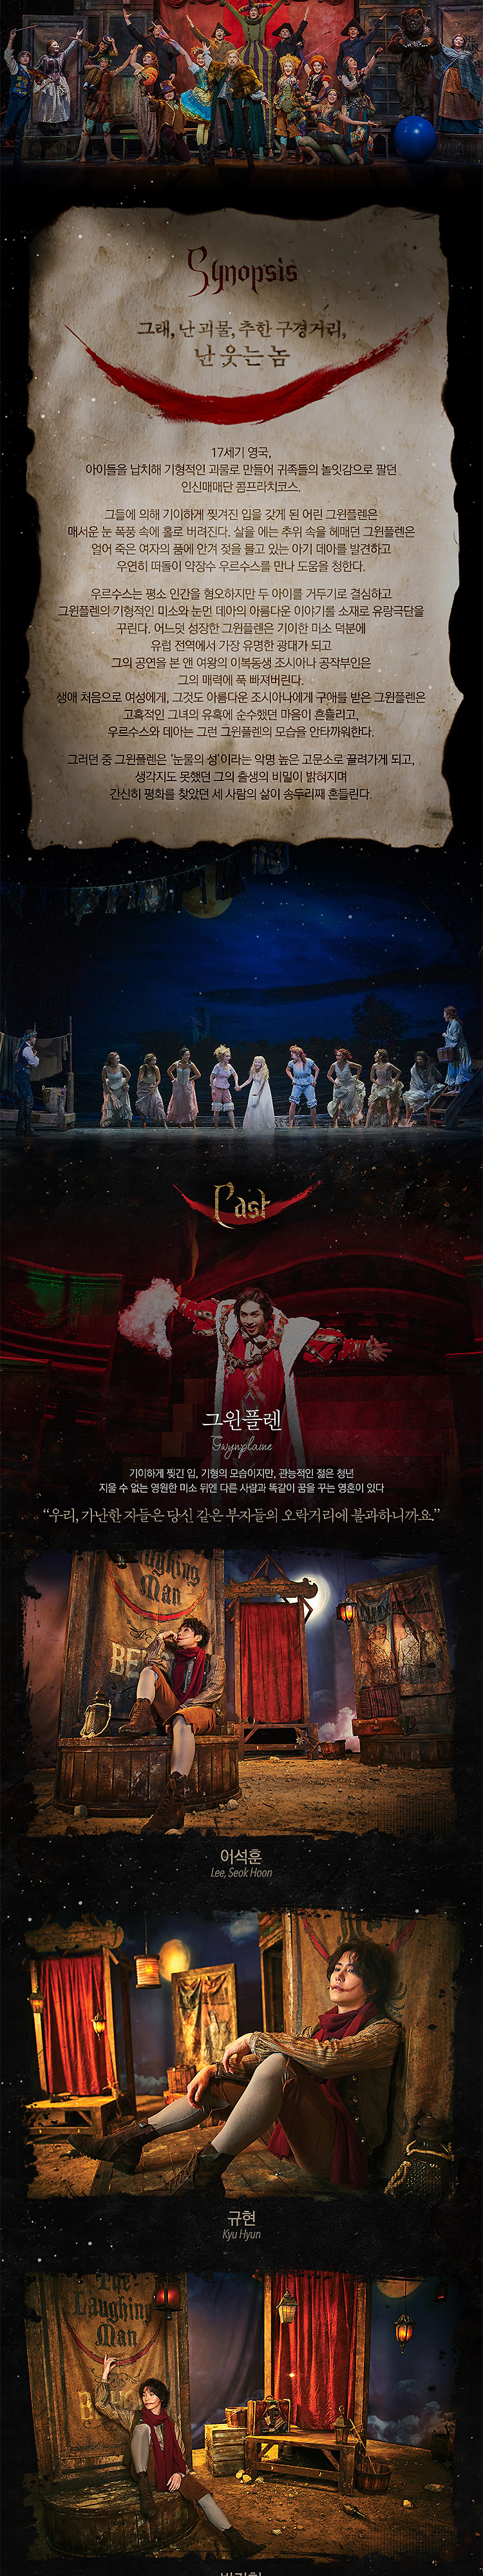 Synopsis
그래, 난 괴물, 추한 구경거리,
난 웃는 놈
17세기 영국,
아이들을 납치해 기형적인 괴물로 만들어 귀족들의 놀잇감으로 팔던
인신매매단 콤프라치코스.
그들에 의해 기이하게 찢겨진 입을 갖게 된 어린 그윈플렌은
매서운 눈 폭풍 속에 홀로 버려진다. 살을 에는 추위 속을 헤매던 그윈플렌은
얼어 죽은 여자의 품에 안겨 젖을 물고 있는 아기 데아를 발견하고
우연히 떠돌이 약장수 우르수스를 만나 도움을 청한다.
우르수스는 평소 인간을 혐오하지만 두 아이를 거두기로 결심하고
그윈플렌의 기형적인 미소와 눈먼 데아의 아름다운 이야기를 소재로 유랑극단을
꾸린다. 어느덧 성장한 그윈플렌은 기이한 미소 덕분에
유럽 전역에서 가장 유명한 광대가 되고
그의 공연을 본 앤 여왕의 이복동생 조시아나 공작부인은
그의 매력에 푹 빠져버린다.
생애 처음으로 여성에게, 그것도 아름다운 조시아나에게 구애를 받은 그윈플렌은
고혹적인 그녀의 유혹에 순수했던 마음이 흔들리고,
우르수스와 데아는 그런 그윈플렌의 모습을 안타까워한다.
그러던 중 그윈플렌은 ‘눈물의 성’이라는 악명 높은 고문소로 끌려가게 되고,
생각지도 못했던 그의 출생의 비밀이 밝혀지며
간신히 평화를 찾았던 세 사람의 삶이 송두리째 흔들린다.
Cast
그윈플렌
Gwynplaine
기이하게 찢긴 입, 기형의 모습이지만, 관능적인 젊은 청년
지울 수 없는 영원한 미소 뒤엔 다른 사람과 똑같이 꿈을 꾸는 영혼이 있다
“우리, 가난한 자들은 당신 같은 부자들의 오락거리에 불과하니까요.”
Laughing
Man
이석훈
Lee, Seok Hoon
규현
Kyu Hyun
The
Laughing
Man